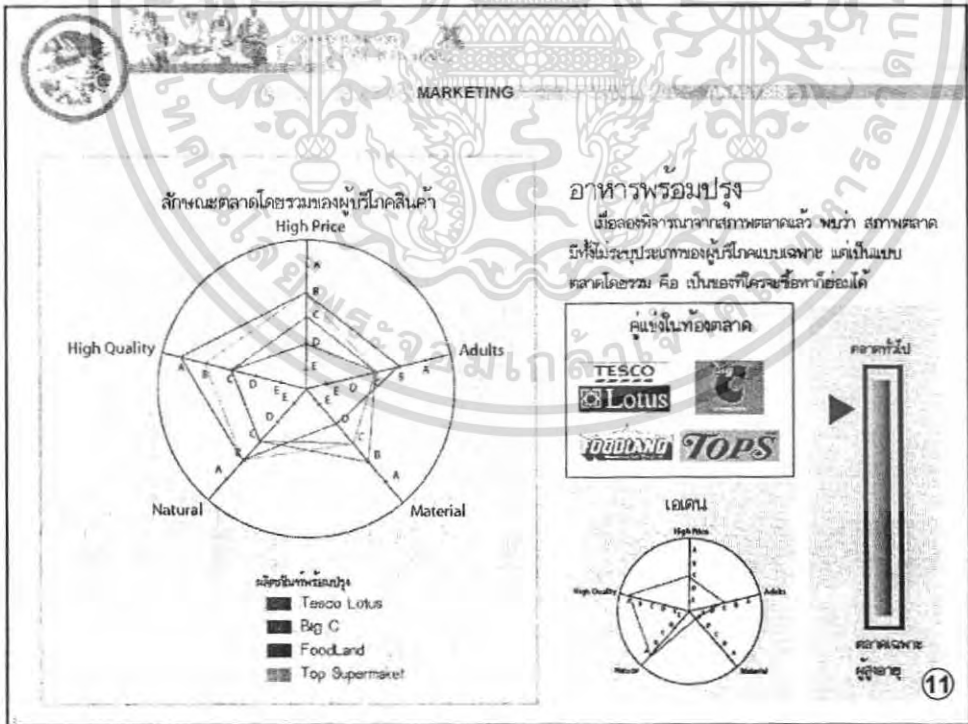 MARKETING
ลักษณะตลาดโดยรวมของผู้บริโภคสินค้า
High Price
A
B
C
D
E
High Quality
A B C D E
Adults
E D C B A
Natural
A B C D E
Material
E D C B A
ผลิตภัณฑ์พร้อมปรุง
Tesco Lotus
Big C
FoodLand
Top Supermaket
อาหารพร้อมปรุง
เมื่อลองพิจารณาจากสภาพตลาดแล้ว พบว่า สภาพตลาด
มีทั้งไม่ระบุประเภทของผู้บริโภคแบบเฉพาะ แต่เป็นแบบ
ตลาดโดยรวม คือ เป็นของที่ใครจะซื้อหาก็ย่อมได้
คู่แข่งในท้องตลาด
TESCO
Lotus
C
FOODLAND
TOPS
เอเดน
High Price
High Quality
Adults
Natural
Material
ตลาดทั่วไป
ตลาดเฉพาะ
ผู้สูงอายุ
11